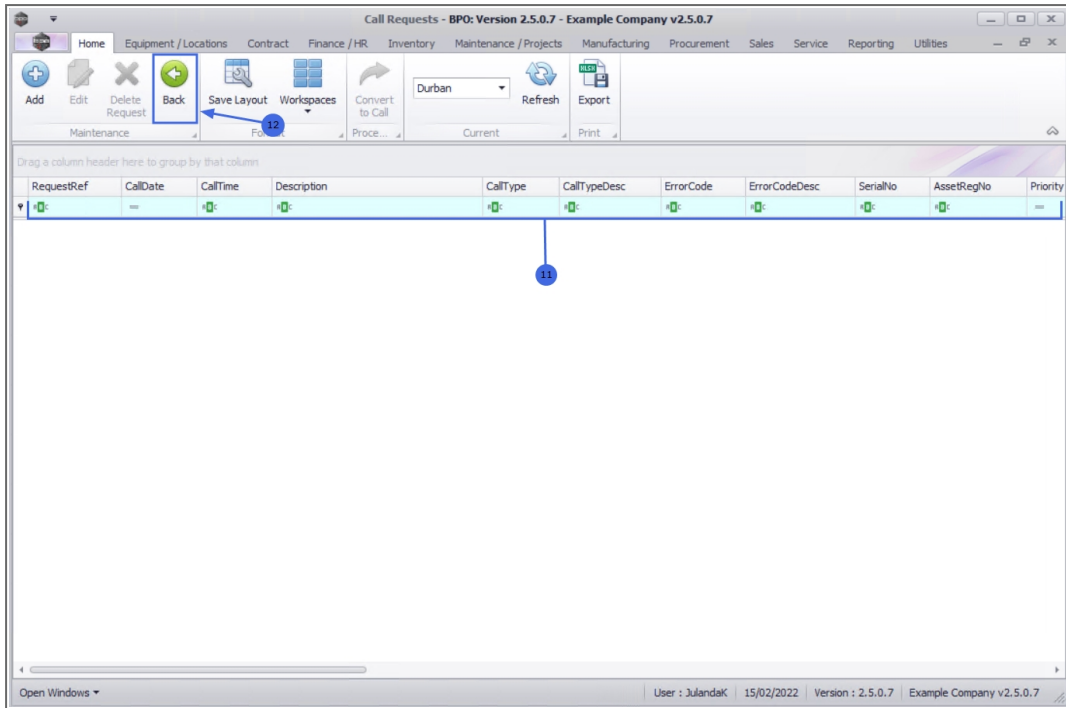 Call Requests - BPO: Version 2.5.0.7 - Example Company v2.5.0.7
Home Equipment / Locations Contract Finance / HR Inventory Maintenance / Projects Manufacturing Procurement Sales Service Reporting Utilities
Add Edit Delete Request Back Save Layout Workspaces Convert to Call Durban Refresh Export
Maintenance Proce... Current Print
12
Drag a column header here to group by that column
RequestRef CallDate CallTime Description CallType CallTypeDesc ErrorCode ErrorCodeDesc SerialNo AssetRegNo Priority
11
Open Windows User : JulandaK 15/02/2022 Version : 2.5.0.7 Example Company v2.5.0.7